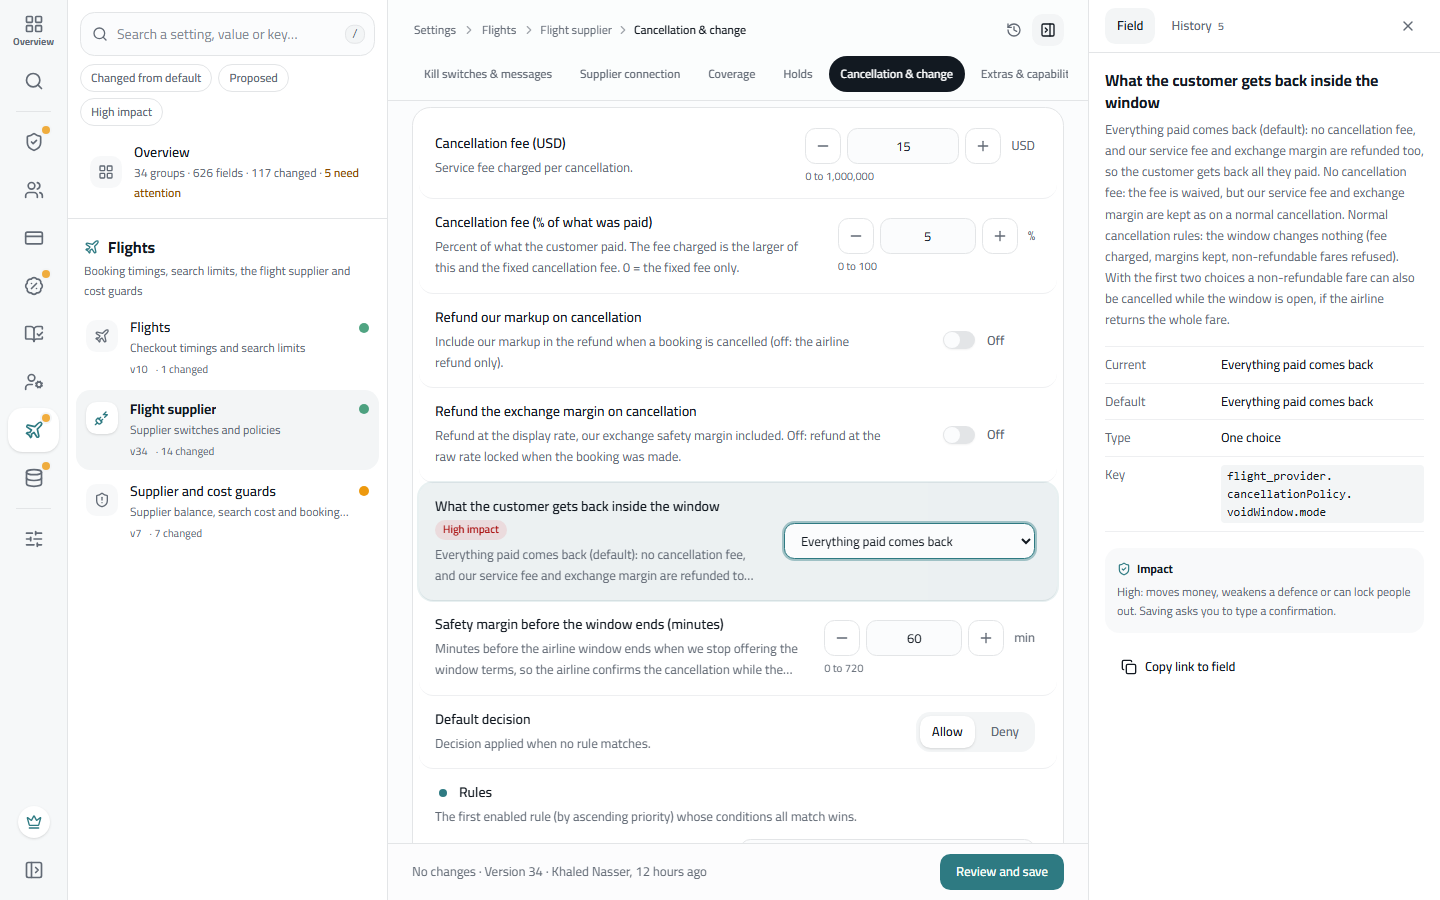 Overview
Search a setting, value or key...
/
Changed from default
Proposed
High impact
Overview
34 groups · 626 fields · 117 changed · 5 need
attention
Flights
Booking timings, search limits, the flight supplier and
cost guards
Flights
Checkout timings and search limits
v10 · 1 changed
Flight supplier
Supplier switches and policies
v34 · 14 changed
Supplier and cost guards
Supplier balance, search cost and booking...
v7 · 7 changed
Settings > Flights > Flight supplier > Cancellation & change
Kill switches & messages
Supplier connection
Coverage
Holds
Cancellation & change
Extras & capabilit
Cancellation fee (USD)
Service fee charged per cancellation.
15
USD
0 to 1,000,000
Cancellation fee (% of what was paid)
Percent of what the customer paid. The fee charged is the larger of
this and the fixed cancellation fee. 0 = the fixed fee only.
5
%
0 to 100
Refund our markup on cancellation
Include our markup in the refund when a booking is cancelled (off: the airline
refund only).
Off
Refund the exchange margin on cancellation
Refund at the display rate, our exchange safety margin included. Off: refund at the
raw rate locked when the booking was made.
Off
What the customer gets back inside the window
High impact
Everything paid comes back (default): no cancellation fee,
and our service fee and exchange margin are refunded to...
Everything paid comes back
Safety margin before the window ends (minutes)
Minutes before the airline window ends when we stop offering the
window terms, so the airline confirms the cancellation while the...
60
min
0 to 720
Default decision
Decision applied when no rule matches.
Allow
Deny
Rules
The first enabled rule (by ascending priority) whose conditions all match wins.
No changes · Version 34 · Khaled Nasser, 12 hours ago
Review and save
Field
History 5
What the customer gets back inside the
window
Everything paid comes back (default): no cancellation fee,
and our service fee and exchange margin are refunded too,
so the customer gets back all they paid. No cancellation
fee: the fee is waived, but our service fee and exchange
margin are kept as on a normal cancellation. Normal
cancellation rules: the window changes nothing (fee
charged, margins kept, non-refundable fares refused).
With the first two choices a non-refundable fare can also
be cancelled while the window is open, if the airline
returns the whole fare.
Current
Everything paid comes back
Default
Everything paid comes back
Type
One choice
Key
flight_provider.
cancellationPolicy.
voidWindow.mode
Impact
High: moves money, weakens a defence or can lock people
out. Saving asks you to type a confirmation.
Copy link to field